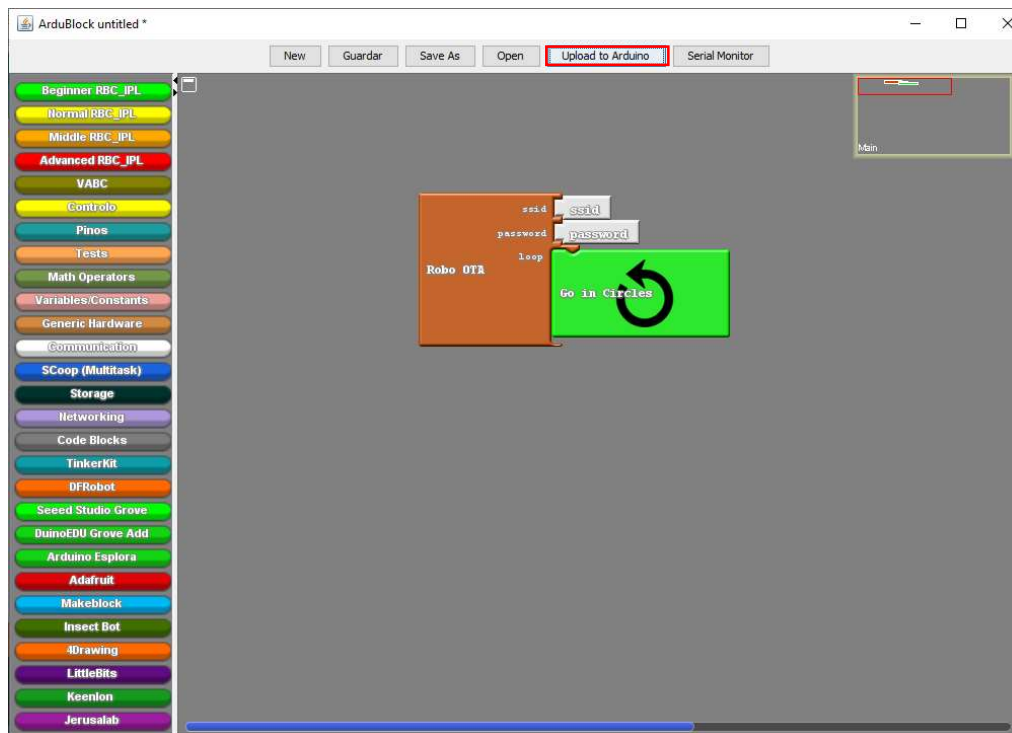 ArduBlock untitled *
New Guardar Save As Open Upload to Arduino Serial Monitor
Beginner RBC_IPL
Normal RBC_IPL
Middle RBC_IPL
Advanced RBC_IPL
VABC
Controlo
Pinos
Tests
Math Operators
Variables/Constants
Generic Hardware
Communication
SCoop (Multitask)
Storage
Networking
Code Blocks
TinkerKit
DFRobot
Seeed Studio Grove
DuinoEDU Grove Add
Arduino Esplora
Adafruit
Makeblock
Insect Bot
4Drawing
LittleBits
Keenlon
Jerusalab
Main
ssid ssid
password password
loop
Robo OTA
Go in Circles